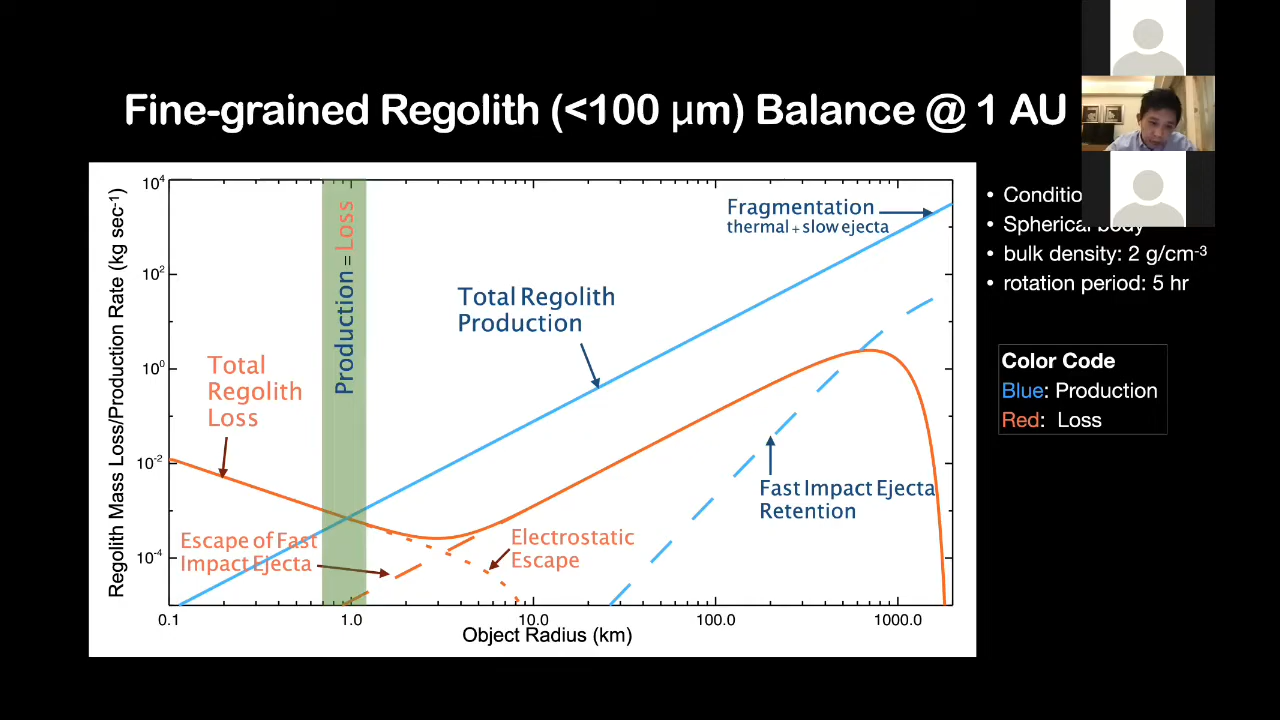 Fine-grained Regolith (<100 μm) Balance @ 1 AU
Regolith Mass Loss/Production Rate (kg sec-1)
10⁴
10²
10⁰
10⁻²
10⁻⁴
0.1
1.0
10.0
100.0
1000.0
Object Radius (km)
Production = Loss
Total
Regolith
Loss
Escape of Fast
Impact Ejecta
Electrostatic
Escape
Total Regolith
Production
Fragmentation
thermal + slow ejecta
Fast Impact Ejecta
Retention
• Spherical body
• bulk density: 2 g/cm-3
• rotation period: 5 hr
Color Code
Blue: Production
Red: Loss